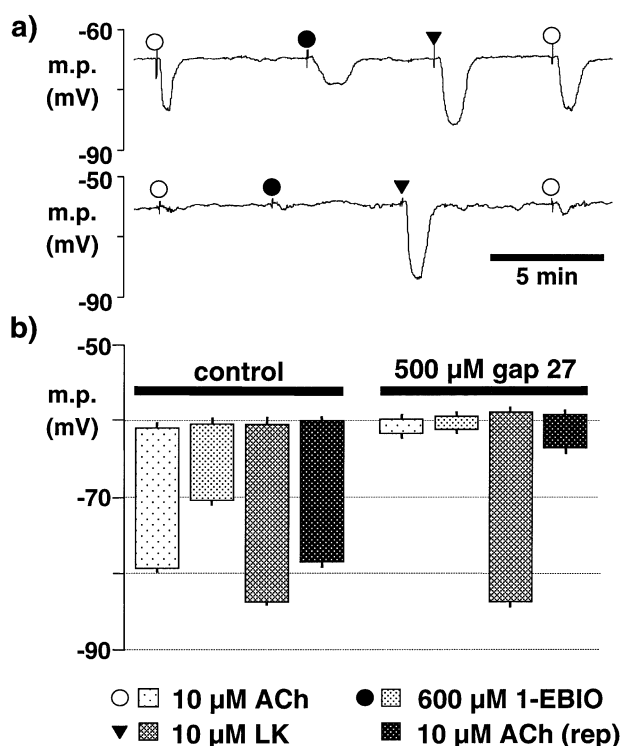 a)
-60
m.p.
(mV)
-90
-50
m.p.
(mV)
-90
5 min
b)
-50
control
500 µM gap 27
m.p.
(mV)
-70
-90
10 µM ACh
600 µM 1-EBIO
10 µM LK
10 µM ACh (rep)